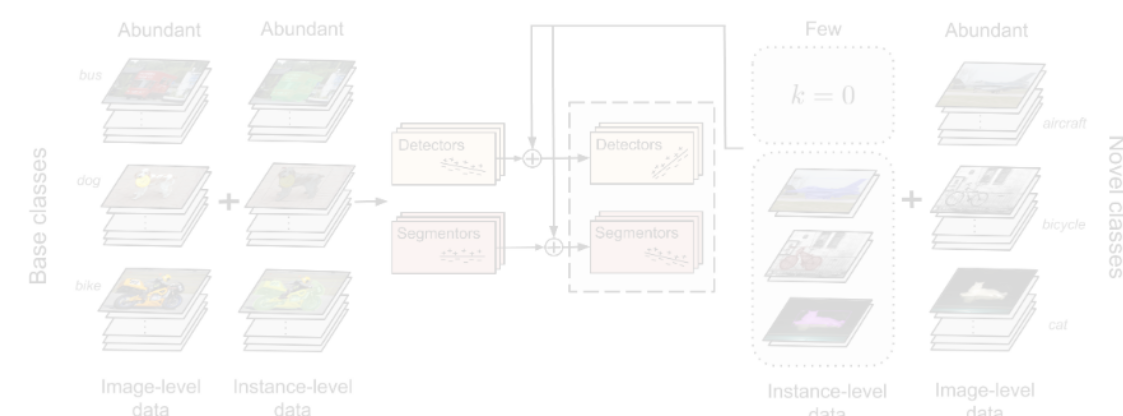 Abundant
Abundant
Few
Abundant
bus
k = 0
aircraft
Detectors
Detectors
Base classes
dog
Novel classes
bicycle
Segmentors
Segmentors
bike
cat
Image-level
data
Instance-level
data
Instance-level
data
Image-level
data